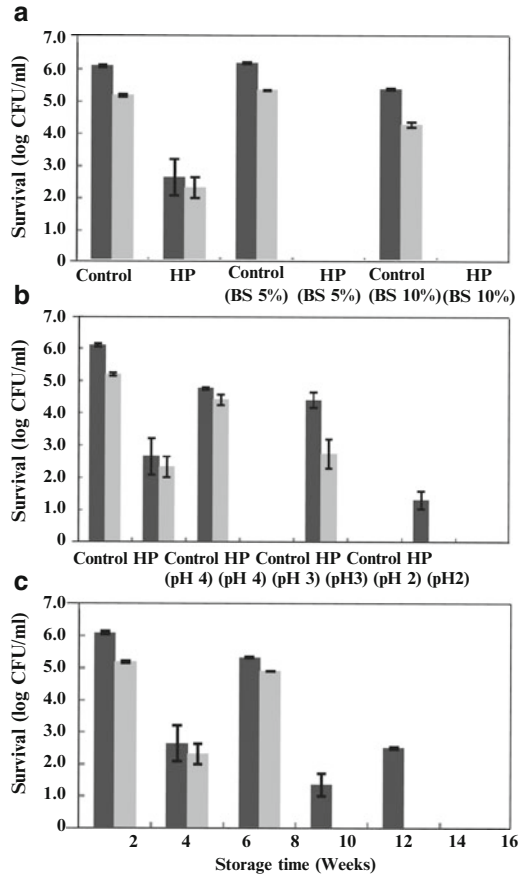 a
7.0
6.0
5.0
4.0
3.0
2.0
1.0
.0
Survival (log CFU/ml)
Control HP Control HP Control HP
(BS 5%) (BS 5%) (BS 10%) (BS 10%)
b
7.0
6.0
5.0
4.0
3.0
2.0
1.0
.0
Survival (log CFU/ml)
Control HP Control HP Control HP Control HP
(pH 4) (pH 4) (pH 3) (pH3) (pH 2) (pH2)
c
7.0
6.0
5.0
4.0
3.0
2.0
1.0
0
Survival (log CFU/ml)
2 4 6 8 10 12 14 16
Storage time (Weeks)